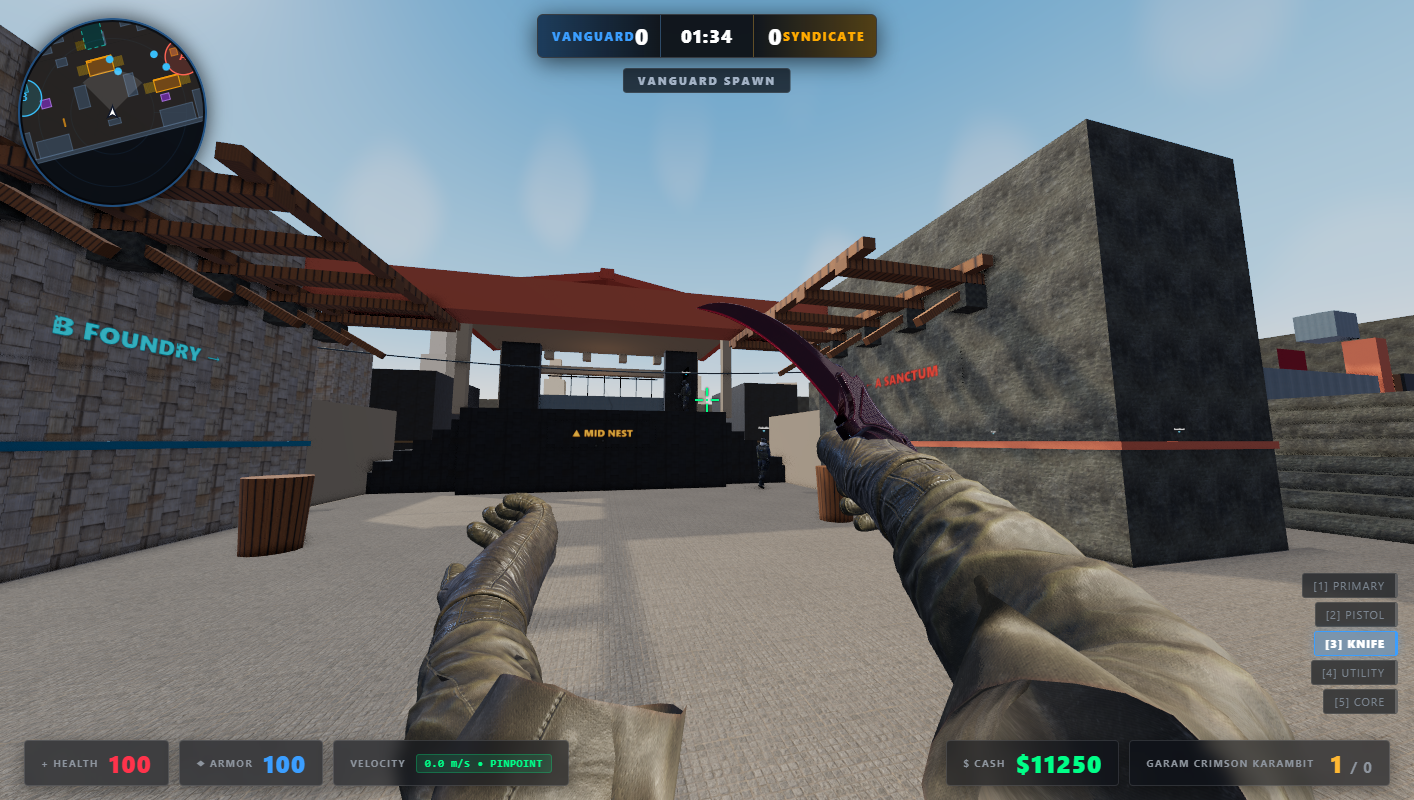 VANGUARD 0 01:34 0 SYNDICATE
VANGUARD SPAWN
B FOUNDRY →
A SANCTUM
▲ MID NEST
[1] PRIMARY
[2] PISTOL
[3] KNIFE
[4] UTILITY
[5] CORE
+ HEALTH 100
◆ ARMOR 100
VELOCITY 0.0 m/s • PINPOINT
$ CASH $11250
GARAM CRIMSON KARAMBIT 1 / 0